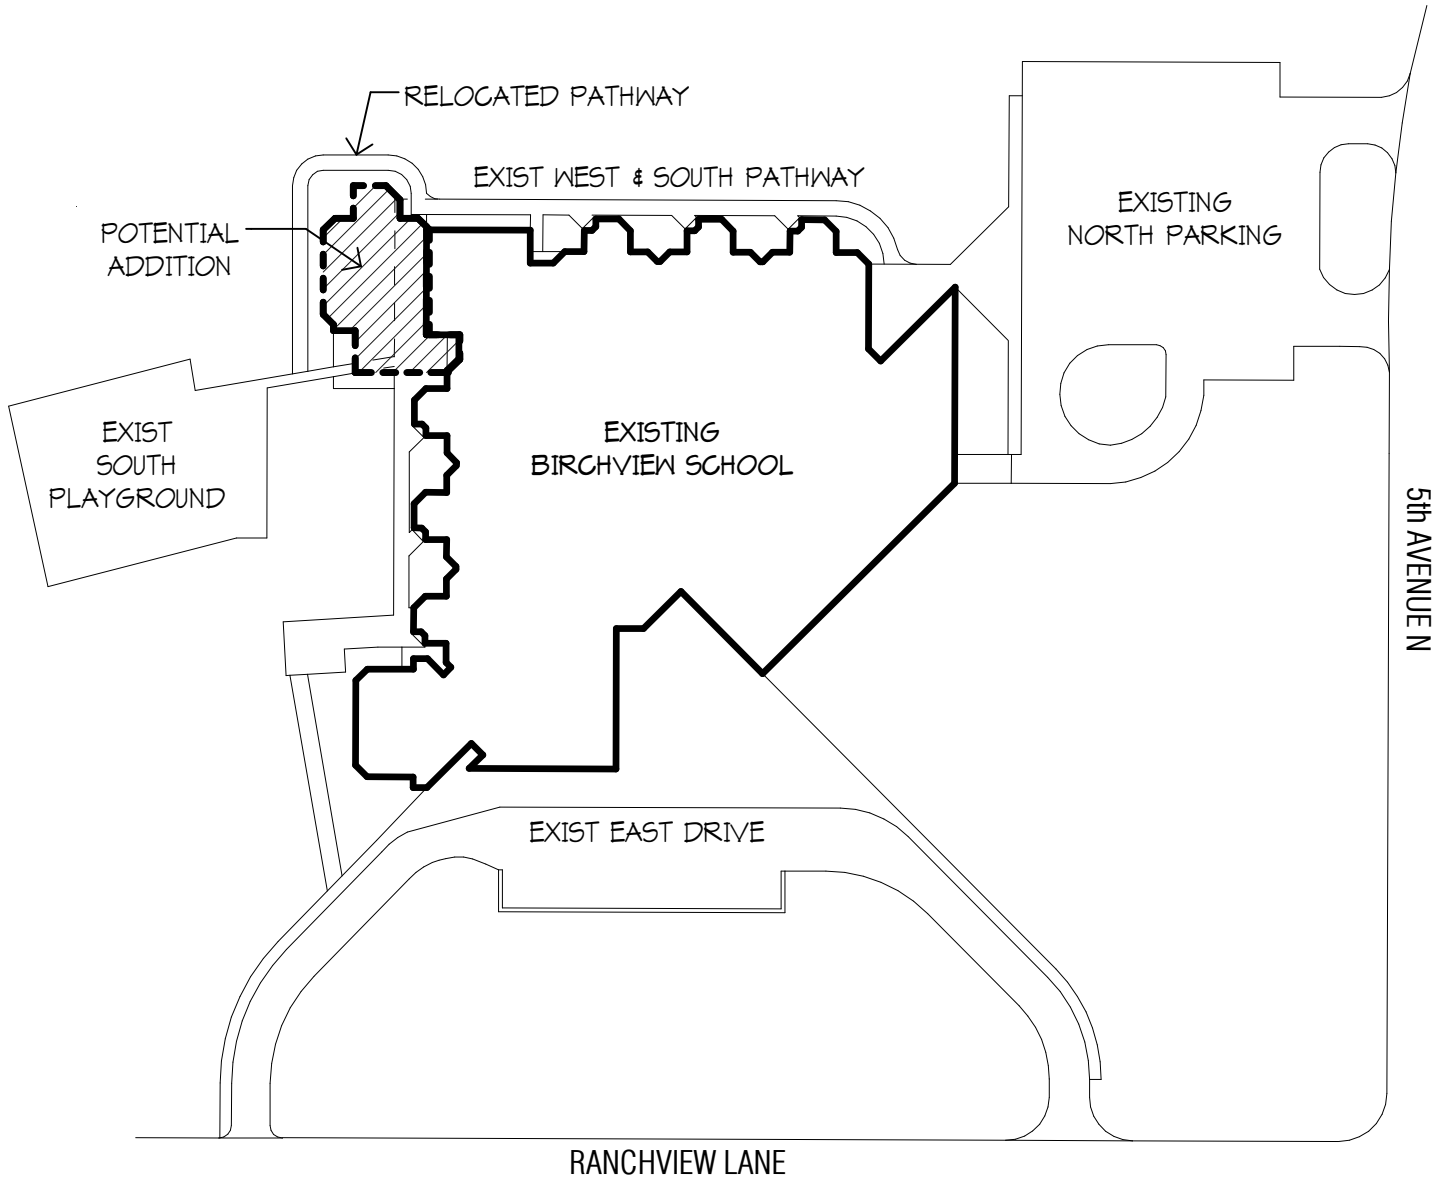 RELOCATED PATHWAY
EXIST WEST & SOUTH PATHWAY
EXISTING
NORTH PARKING
POTENTIAL
ADDITION
EXIST
SOUTH
PLAYGROUND
EXISTING
BIRCHVIEW SCHOOL
5th AVENUE N
EXIST EAST DRIVE
RANCHVIEW LANE